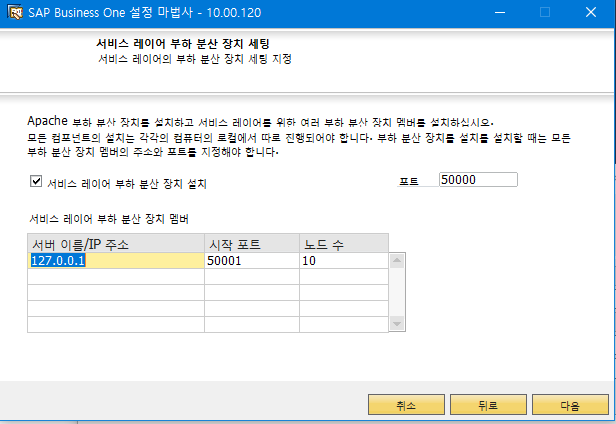 SAP Business One 설정 마법사 - 10.00.120
서비스 레이어 부하 분산 장치 세팅
서비스 레이어의 부하 분산 장치 세팅 지정
Apache 부하 분산 장치를 설치하고 서비스 레이어를 위한 여러 부하 분산 장치 멤버를 설치하십시오.
모든 컴포넌트의 설치는 각각의 컴퓨터의 로컬에서 따로 진행되어야 합니다. 부하 분산 장치를 설치를 설치할 때는 모든
부하 분산 장치 멤버의 주소와 포트를 지정해야 합니다.
서비스 레이어 부하 분산 장치 설치 포트 50000
서비스 레이어 부하 분산 장치 멤버
서버 이름/IP 주소 시작 포트 노드 수
127.0.0.1 50001 10
취소 뒤로 다음